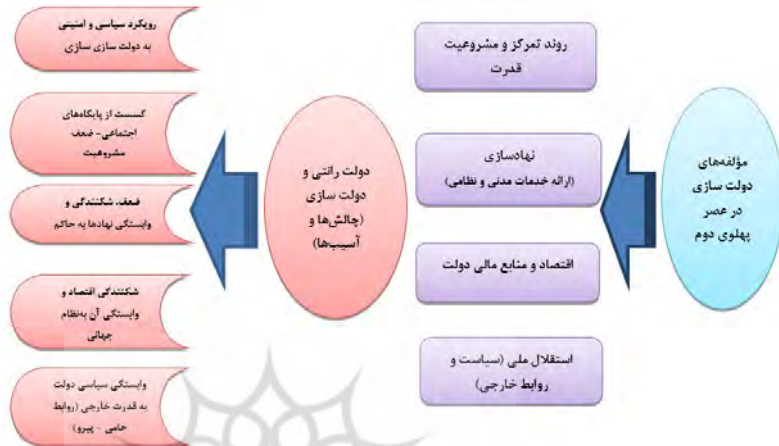 مؤلفه‌های
دولت سازی
در عصر
پهلوی دوم
روند تمرکز و مشروعیت
قدرت
نهادسازی
(ارائه خدمات مدنی و نظامی)
اقتصاد و منابع مالی دولت
استقلال ملی (سیاست و
روابط خارجی)
دولت رانتی و
دولت سازی
(چالش‌ها و
آسیب‌ها)
رویکرد سیاسی و امنیتی
به دولت سازی سازی
گسست از پایگاه‌های
اجتماعی- ضعف
مشروعیت
ضعف، شکنندگی و
وابستگی نهادها به حاکم
شکنندگی اقتصاد و
وابستگی آن به‌نظام
جهانی
وابستگی سیاسی دولت
به قدرت خارجی (روابط
حامی - پیرو)